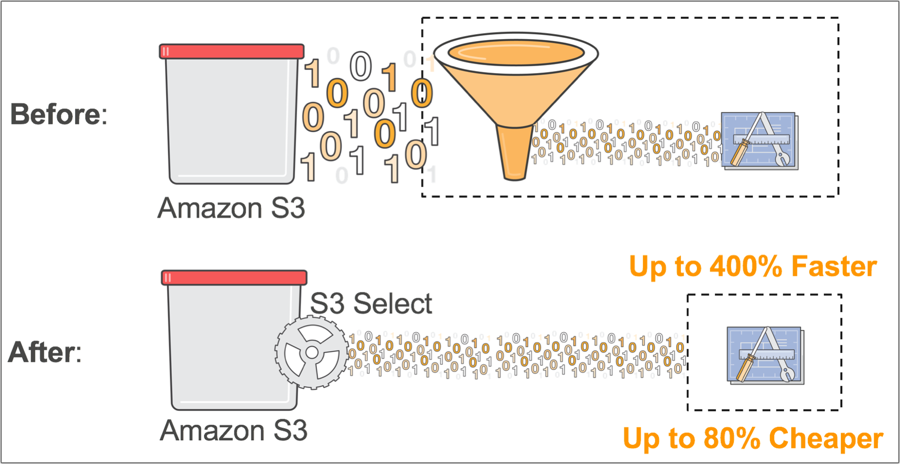 Before:
Amazon S3
Up to 400% Faster
S3 Select
After:
Amazon S3
Up to 80% Cheaper